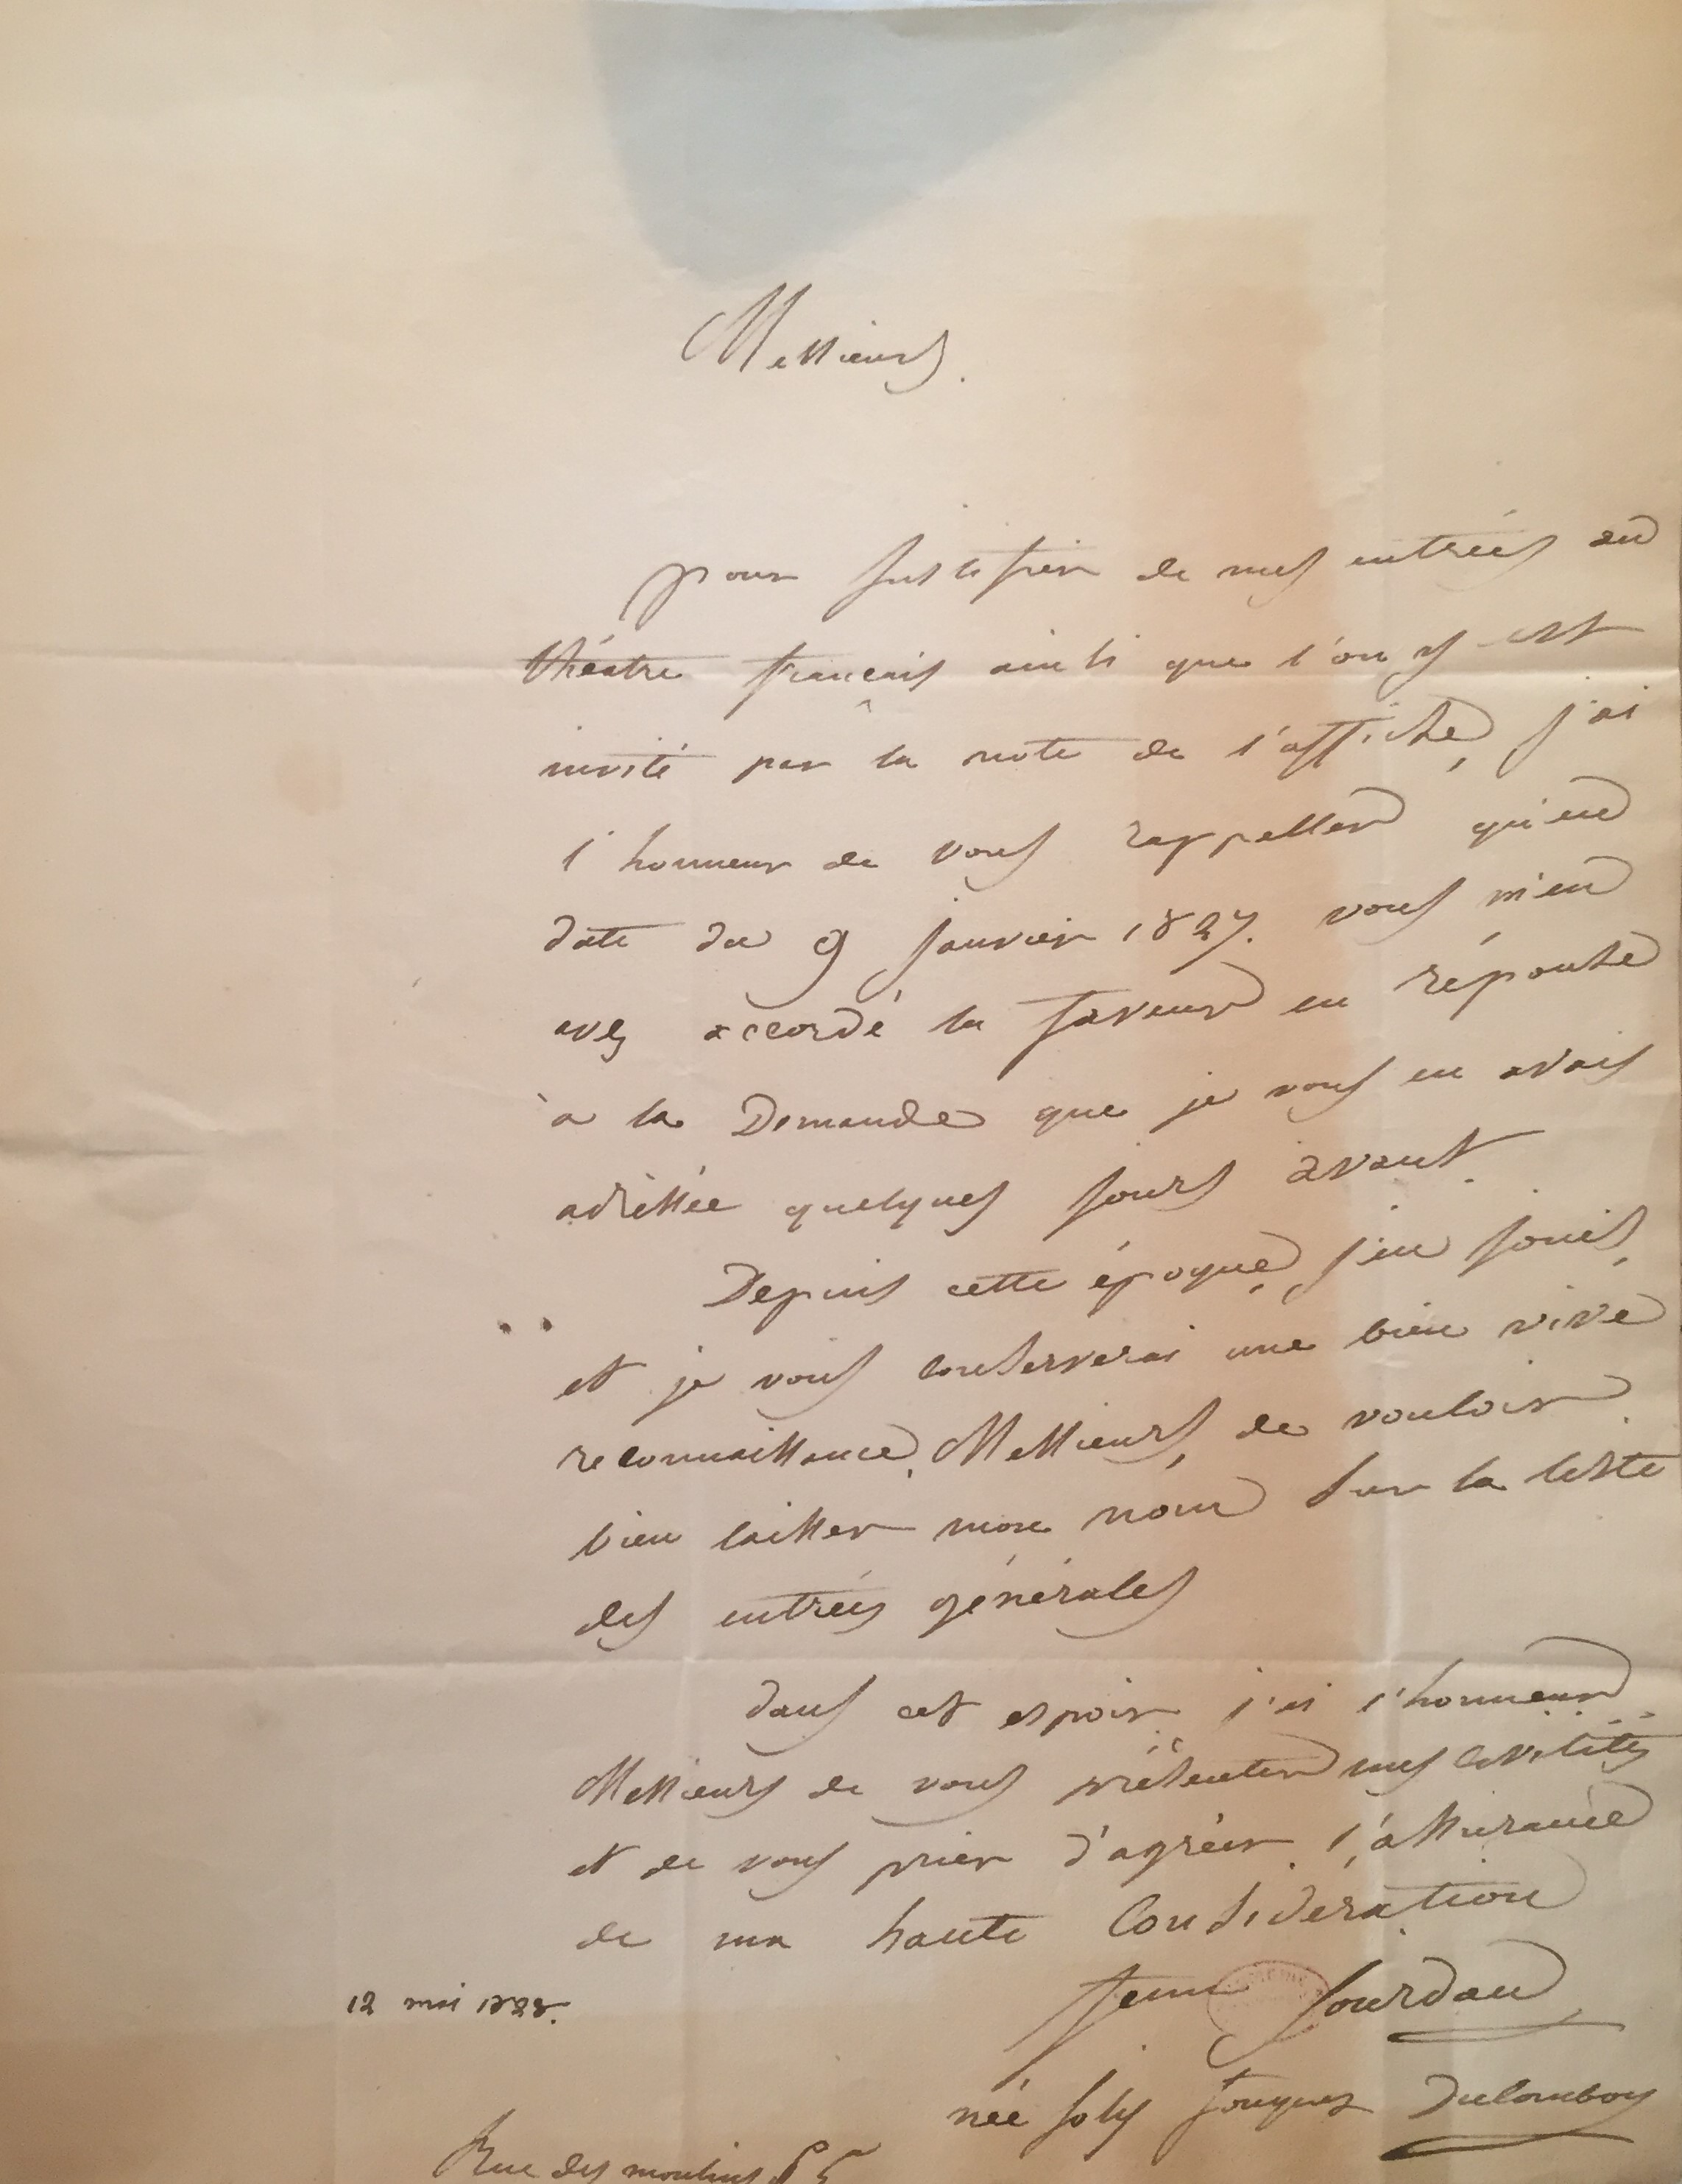 Messieurs.
pour justifier de mes entrées au
théatre français ainsi que l'on y est
invité par la note de l'affiche, j'ai
l'honneur de vous rappeller qu'en
date du 9 janvier 1827. vous m'en
avez accordé la faveur en réponse
à la Demande que je vous en avais
adressée quelques jours avant.
Depuis cette époque, j'en jouis,
et je vous conserverai une bien vive
reconnaissance, Messieurs, de vouloir
bien laisser mon nom sur la liste
des entrées générales
dans cet espoir j'ai l'honneur
Messieurs de vous présenter mes civilités
et de vous prier d'agréer l'assurance
de ma haute Considération
12 mai 1828.
femme Jourdan
née Joly Fouquez Dulomboy
Rue des moulins